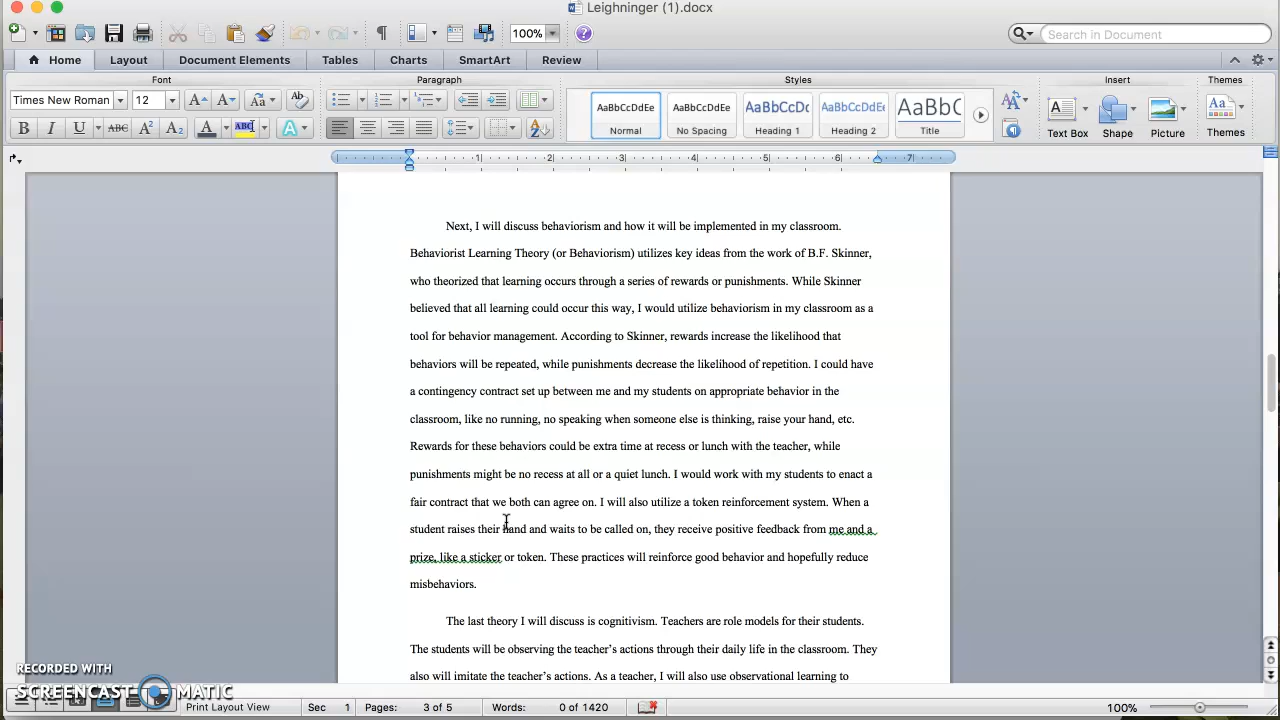 Leighninger (1).docx
100%
Search in Document
Home Layout Document Elements Tables Charts SmartArt Review
Font Paragraph Styles Insert Themes
Times New Roman 12
AaBbCcDdEe AaBbCcDdEe AaBbCcDc AaBbCcDdEe AaBbC
Normal No Spacing Heading 1 Heading 2 Title
Text Box Shape Picture Themes
B I U ABC A² A₂ A ABC A
1 2 3 4 5 6 7
Next, I will discuss behaviorism and how it will be implemented in my classroom.
Behaviorist Learning Theory (or Behaviorism) utilizes key ideas from the work of B.F. Skinner,
who theorized that learning occurs through a series of rewards or punishments. While Skinner
believed that all learning could occur this way, I would utilize behaviorism in my classroom as a
tool for behavior management. According to Skinner, rewards increase the likelihood that
behaviors will be repeated, while punishments decrease the likelihood of repetition. I could have
a contingency contract set up between me and my students on appropriate behavior in the
classroom, like no running, no speaking when someone else is thinking, raise your hand, etc.
Rewards for these behaviors could be extra time at recess or lunch with the teacher, while
punishments might be no recess at all or a quiet lunch. I would work with my students to enact a
fair contract that we both can agree on. I will also utilize a token reinforcement system. When a
student raises their hand and waits to be called on, they receive positive feedback from me and a
prize, like a sticker or token. These practices will reinforce good behavior and hopefully reduce
misbehaviors.
The last theory I will discuss is cognitivism. Teachers are role models for their students.
The students will be observing the teacher's actions through their daily life in the classroom. They
also will imitate the teacher's actions. As a teacher, I will also use observational learning to
RECORDED WITH
SCREENCAST MATIC
Print Layout View Sec 1 Pages: 3 of 5 Words: 0 of 1420 100%